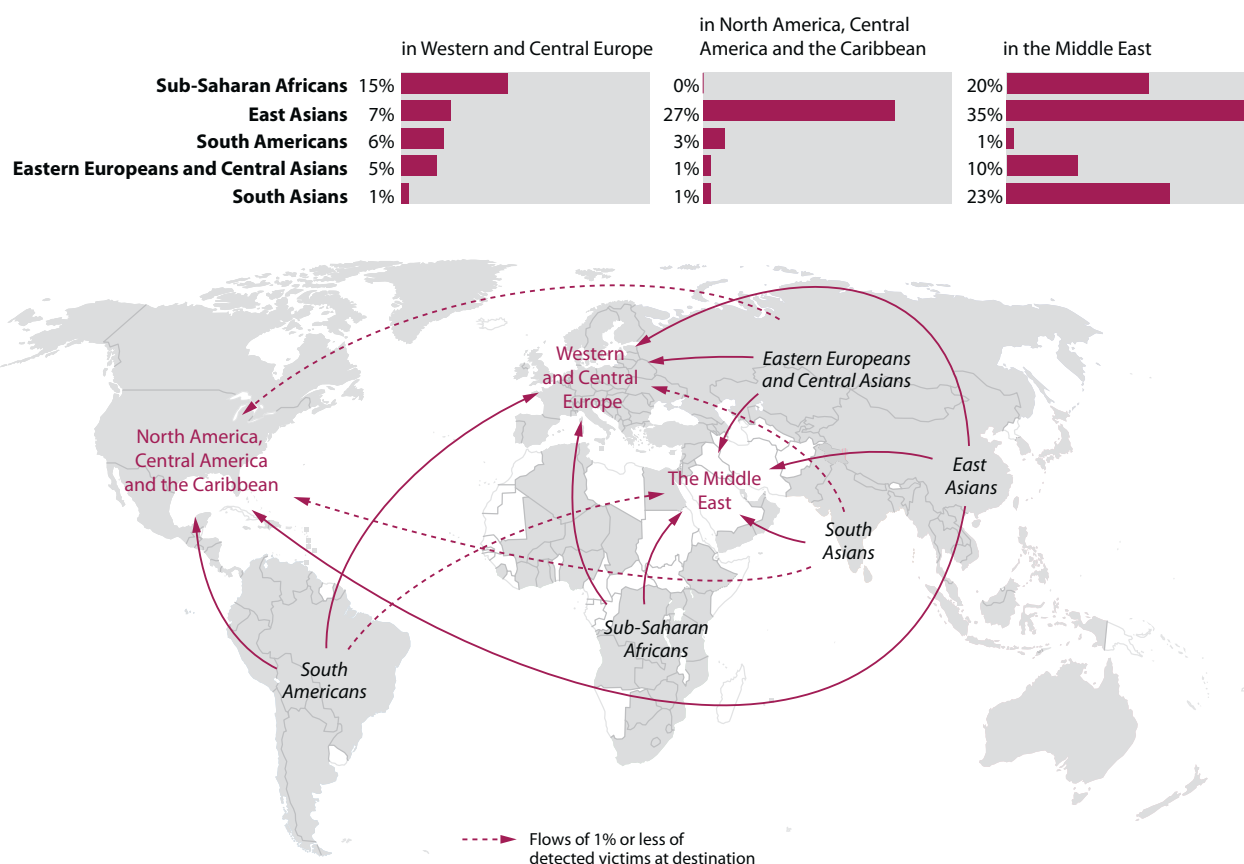 in Western and Central Europe
in North America, Central
America and the Caribbean
in the Middle East
Sub-Saharan Africans 15% 0% 20%
East Asians 7% 27% 35%
South Americans 6% 3% 1%
Eastern Europeans and Central Asians 5% 1% 10%
South Asians 1% 1% 23%
Western
and Central
Europe
Eastern Europeans
and Central Asians
North America,
Central America
and the Caribbean
The Middle
East
East
Asians
South
Asians
Sub-Saharan
Africans
South
Americans
Flows of 1% or less of
detected victims at destination